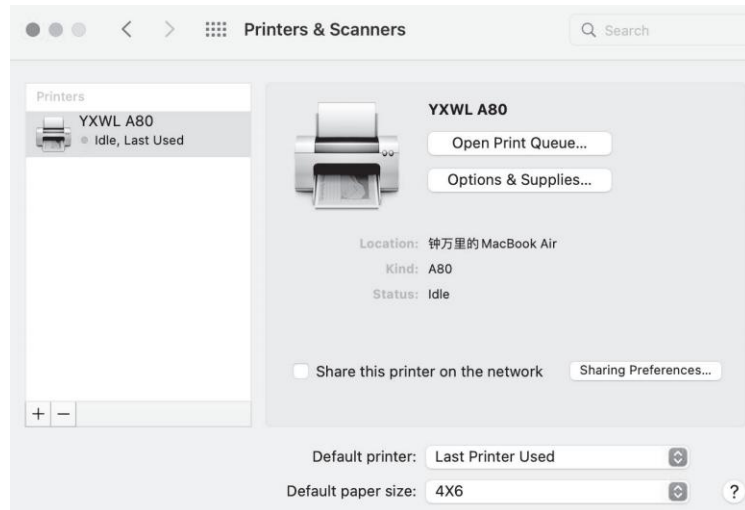 Printers & Scanners
Search
Printers
YXWL A80
Idle, Last Used
+ −
YXWL A80
Open Print Queue...
Options & Supplies...
Location: 钟万里的 MacBook Air
Kind: A80
Status: Idle
Share this printer on the network
Sharing Preferences...
Default printer: Last Printer Used
Default paper size: 4X6
?